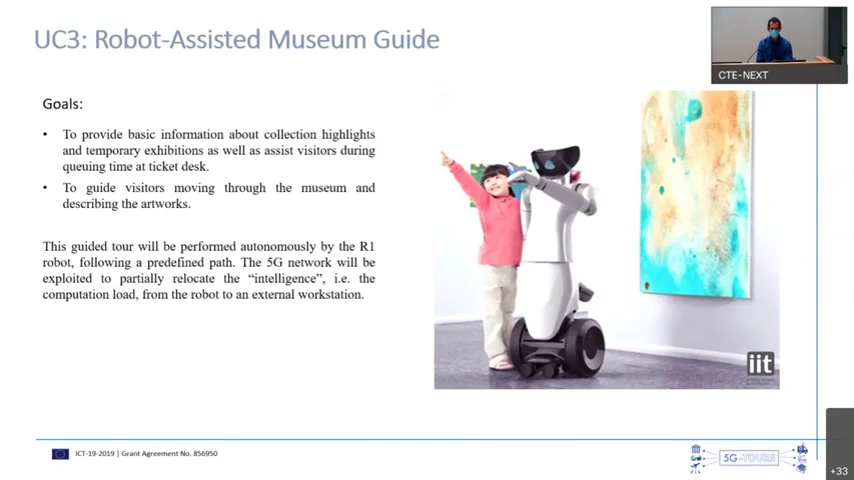 UC3: Robot-Assisted Museum Guide
CTE-NEXT
Goals:
• To provide basic information about collection highlights
and temporary exhibitions as well as assist visitors during
queuing time at ticket desk.
• To guide visitors moving through the museum and
describing the artworks.
This guided tour will be performed autonomously by the R1
robot, following a predefined path. The 5G network will be
exploited to partially relocate the “intelligence”, i.e. the
computation load, from the robot to an external workstation.
iit
ICT-19-2019 | Grant Agreement No. 856950
5G-TOURS
+33